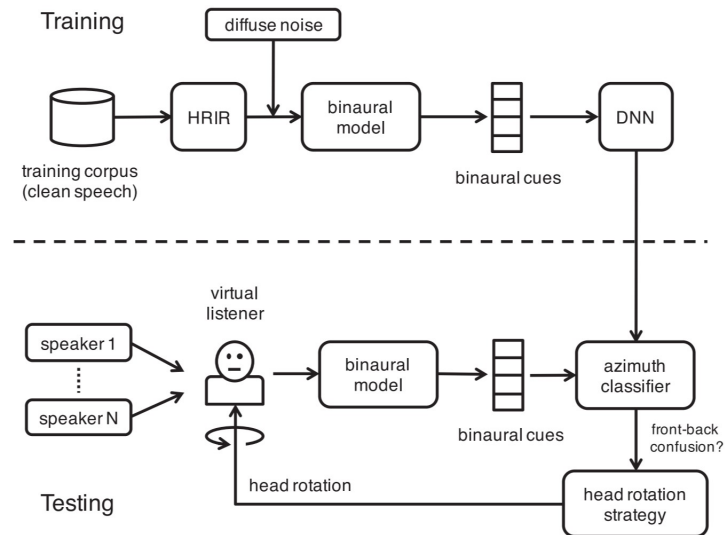 Training
diffuse noise
HRIR
binaural
model
DNN
training corpus
(clean speech)
binaural cues
virtual
listener
speaker 1
speaker N
binaural
model
azimuth
classifier
binaural cues
front-back
confusion?
head rotation
head rotation
strategy
Testing